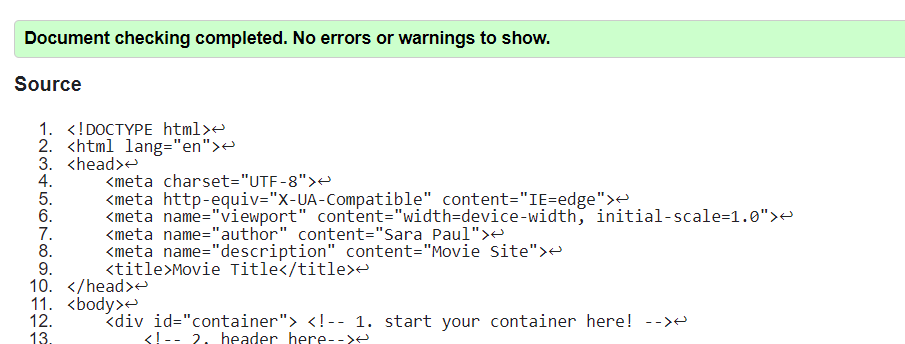 Document checking completed. No errors or warnings to show.
Source
1. <!DOCTYPE html>↩
2. <html lang="en">↩
3. <head>↩
4.     <meta charset="UTF-8">↩
5.     <meta http-equiv="X-UA-Compatible" content="IE=edge">↩
6.     <meta name="viewport" content="width=device-width, initial-scale=1.0">↩
7.     <meta name="author" content="Sara Paul">↩
8.     <meta name="description" content="Movie Site">↩
9.     <title>Movie Title</title>↩
10. </head>↩
11. <body>↩
12.     <div id="container"> <!-- 1. start your container here! -->↩
13.         <!-- 2. header here-->↩